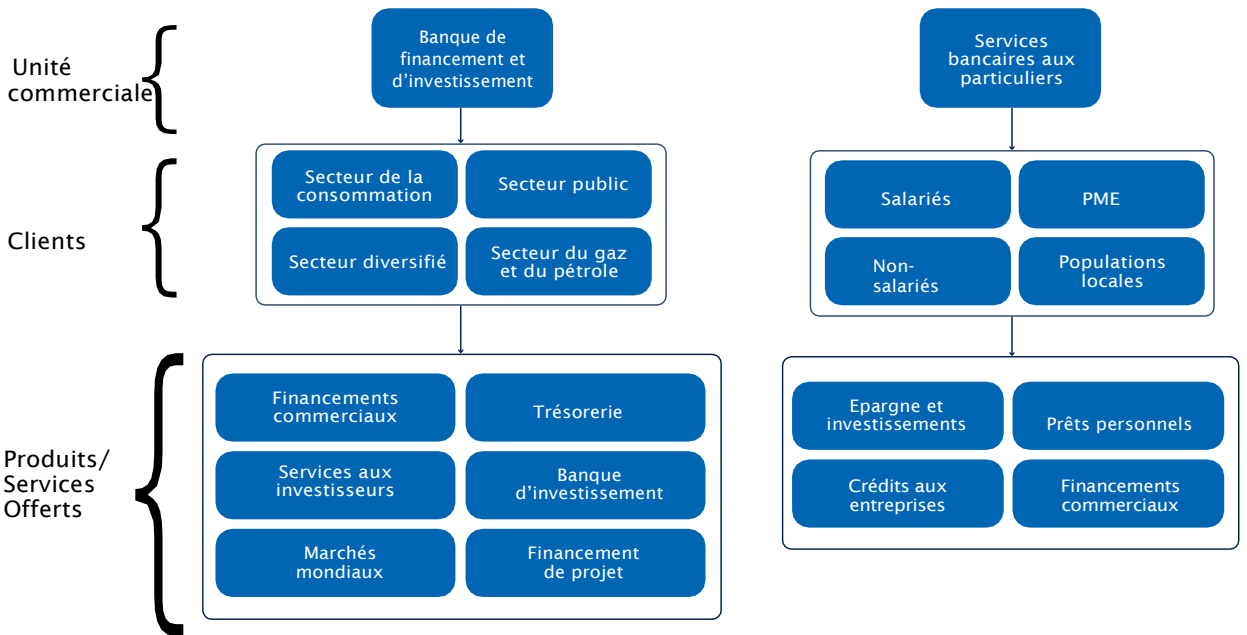 Unité
commerciale
Banque de
financement et
d'investissement
Services
bancaires aux
particuliers
Clients
Secteur de la
consommation
Secteur public
Secteur diversifié
Secteur du gaz
et du pétrole
Salariés
PME
Non-
salariés
Populations
locales
Produits/
Services
Offerts
Financements
commerciaux
Trésorerie
Services aux
investisseurs
Banque
d'investissement
Marchés
mondiaux
Financement
de projet
Epargne et
investissements
Prêts personnels
Crédits aux
entreprises
Financements
commerciaux